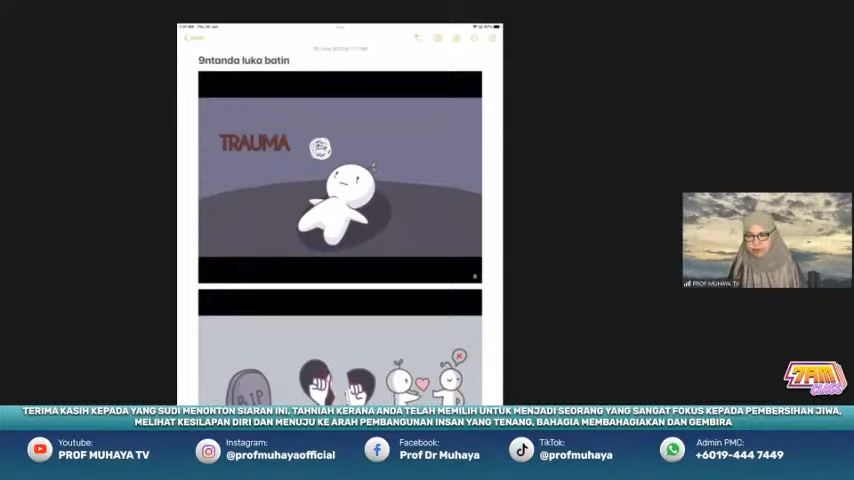 9ntanda luka batin
TRAUMA
RIP
PROF MUHAYA TV
7AM
CLASS
TERIMA KASIH KEPADA YANG SUDI MENONTON SIARAN INI, TAHNIAH KERANA ANDA TELAH MEMILIH UNTUK MENJADI SEORANG YANG SANGAT FOKUS KEPADA PEMBERSIHAN JIWA,
MELIHAT KESILAPAN DIRI DAN MENUJU KE ARAH PEMBANGUNAN INSAN YANG TENANG, BAHAGIA MEMBAHAGIAKAN DAN GEMBIRA
Youtube:
PROF MUHAYA TV
Instagram:
@profmuhayaofficial
Facebook:
Prof Dr Muhaya
TikTok:
@profmuhaya
Admin PMC:
+6019-444 7449